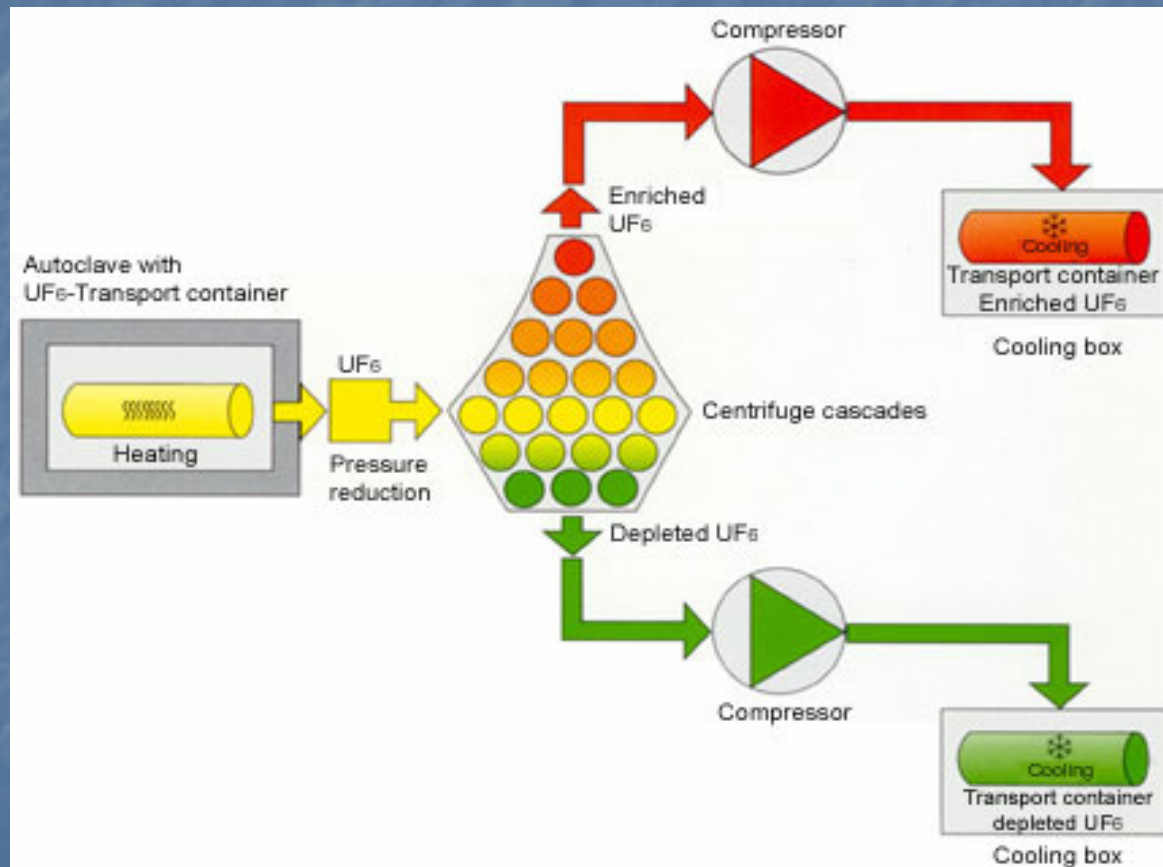 Compressor
Enriched
UF6
Cooling
Transport container
Enriched UF6
Cooling box
Autoclave with
UF6-Transport container
UF6
Heating
Pressure
reduction
Centrifuge cascades
Depleted UF6
Compressor
Cooling
Transport container
depleted UF6
Cooling box